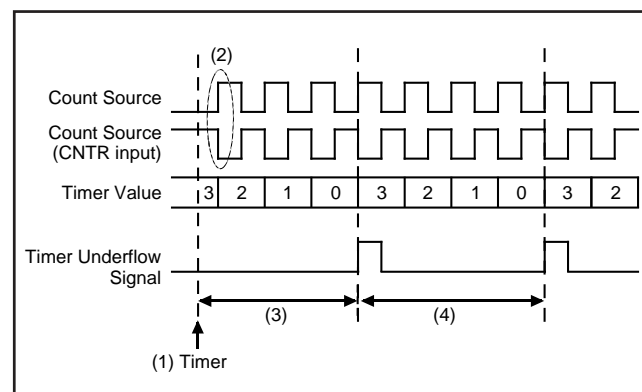 (2)
Count Source
Count Source
(CNTR input)
Timer Value
3 2 1 0 3 2 1 0 3 2
Timer Underflow
Signal
(3) (4)
(1) Timer